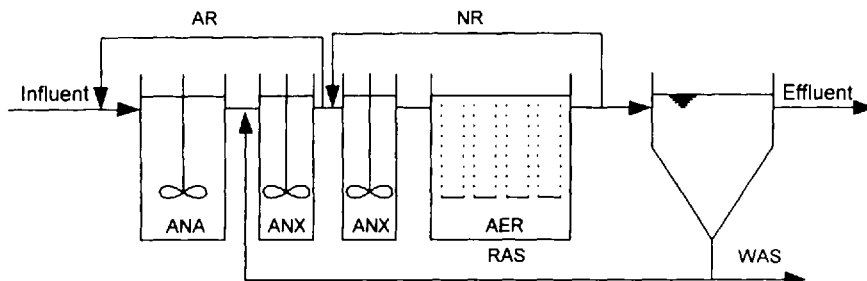 AR
NR
Influent
Effluent
ANA
ANX
ANX
AER
RAS
WAS